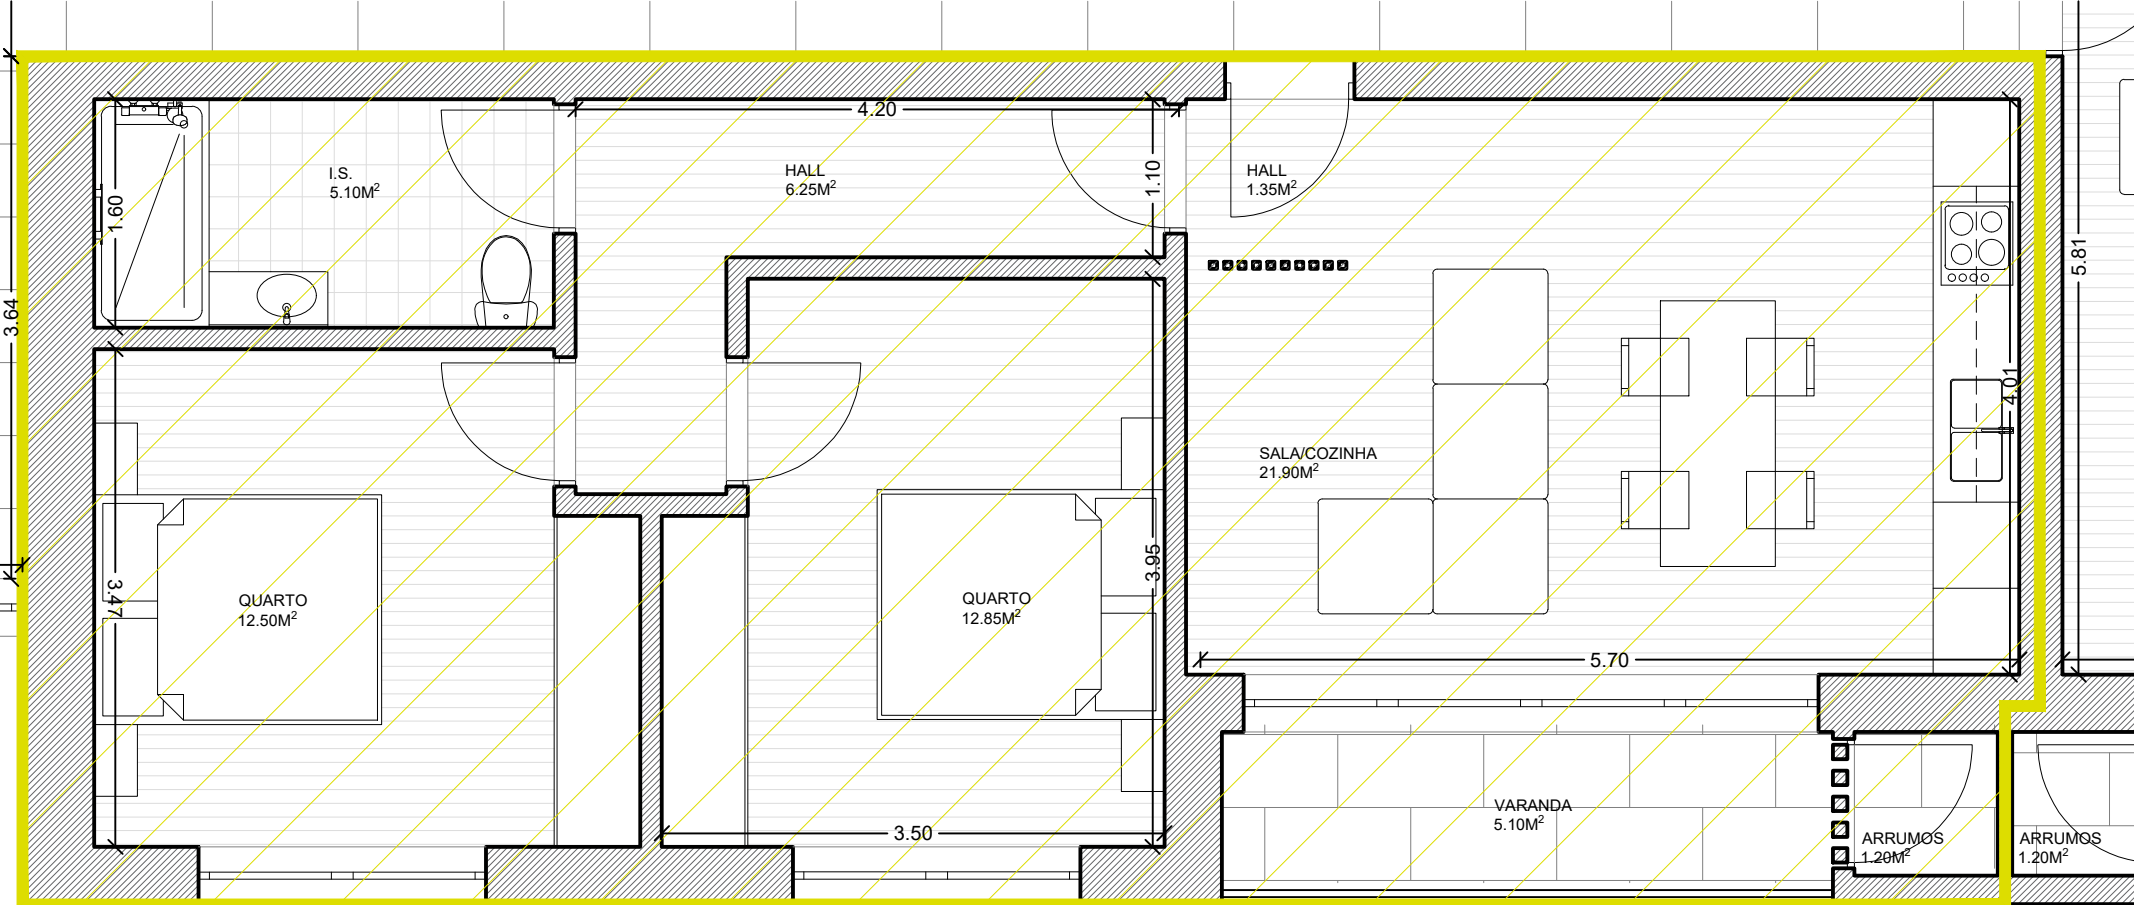 4.20
I.S.
5.10M²
HALL
6.25M²
1.10
HALL
1.35M²
1.60
3.64
5.81
4.01
SALA/COZINHA
21.90M²
3.47
QUARTO
12.50M²
QUARTO
12.85M²
3.95
5.70
3.50
VARANDA
5.10M²
ARRUMOS
1.20M²
ARRUMOS
1.20M²